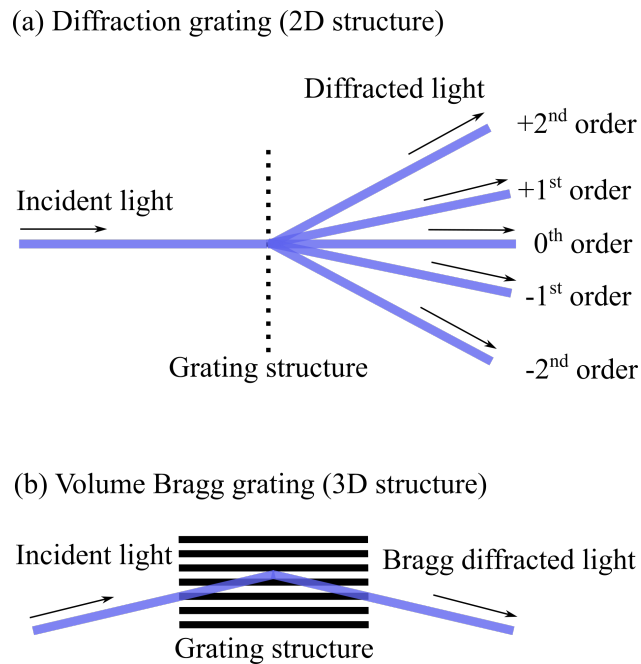 (a) Diffraction grating (2D structure)
Diffracted light
+2nd order
Incident light
+1st order
0th order
-1st order
Grating structure
-2nd order
(b) Volume Bragg grating (3D structure)
Incident light
Bragg diffracted light
Grating structure